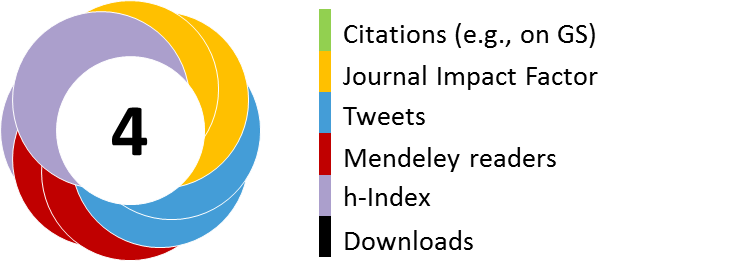 4
Citations (e.g., on GS)
Journal Impact Factor
Tweets
Mendeley readers
h-Index
Downloads